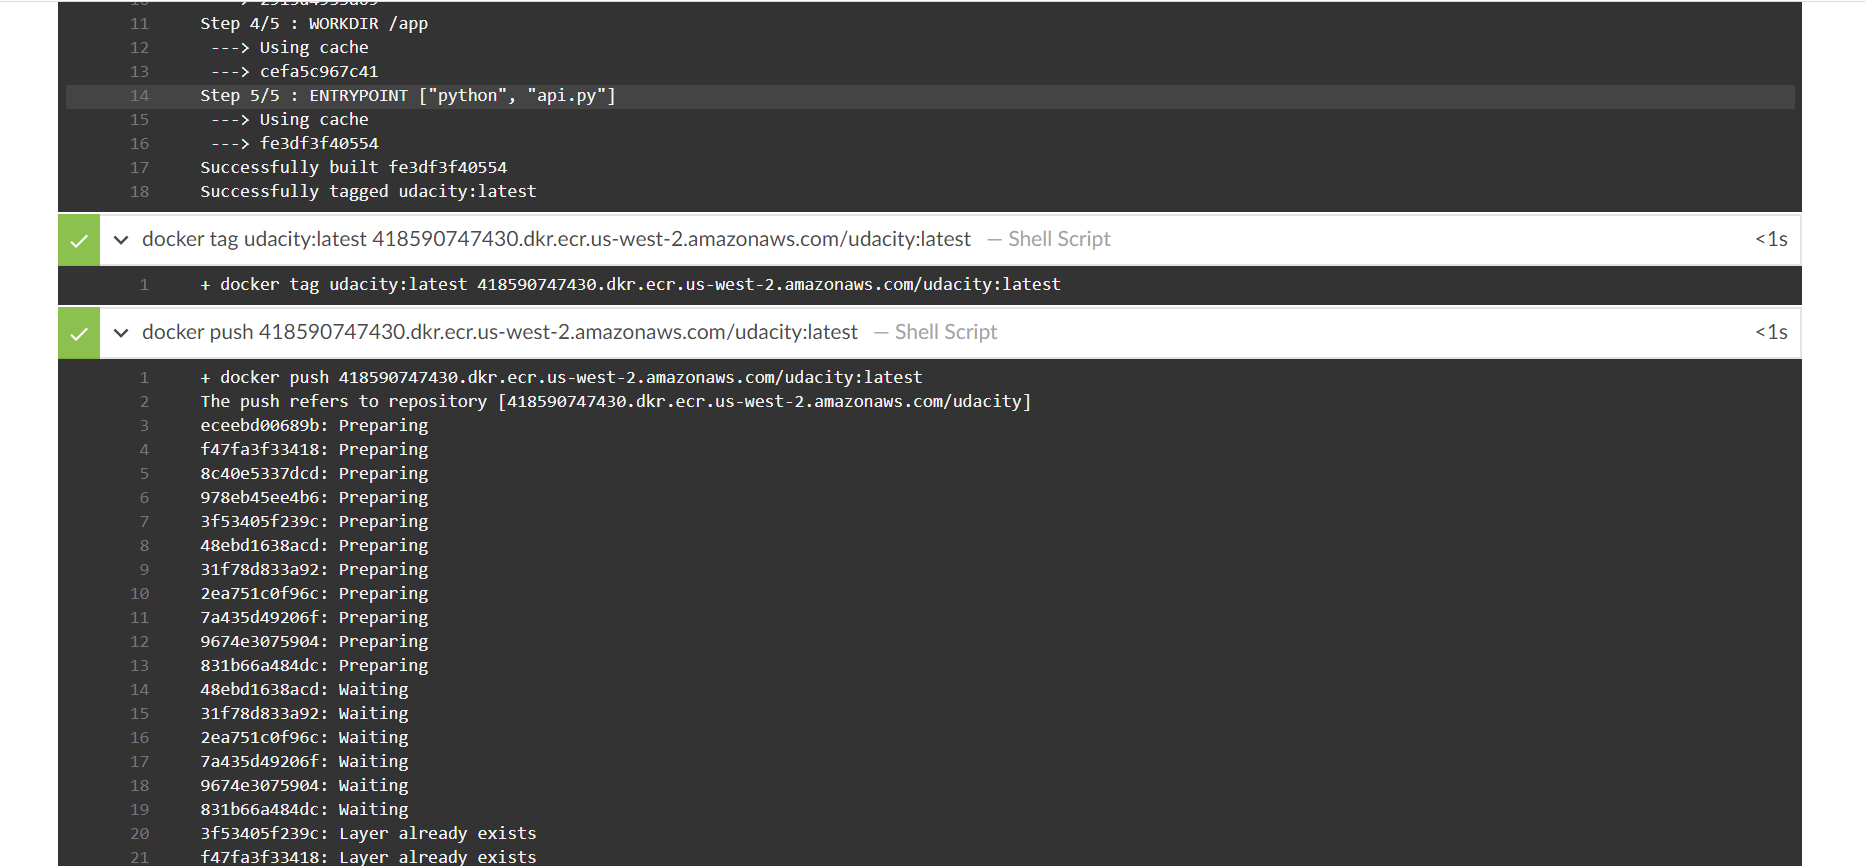 11 Step 4/5 : WORKDIR /app
12 ---> Using cache
13 ---> cefa5c967c41
14 Step 5/5 : ENTRYPOINT ["python", "api.py"]
15 ---> Using cache
16 ---> fe3df3f40554
17 Successfully built fe3df3f40554
18 Successfully tagged udacity:latest
docker tag udacity:latest 418590747430.dkr.ecr.us-west-2.amazonaws.com/udacity:latest — Shell Script <1s
1 + docker tag udacity:latest 418590747430.dkr.ecr.us-west-2.amazonaws.com/udacity:latest
docker push 418590747430.dkr.ecr.us-west-2.amazonaws.com/udacity:latest — Shell Script <1s
1 + docker push 418590747430.dkr.ecr.us-west-2.amazonaws.com/udacity:latest
2 The push refers to repository [418590747430.dkr.ecr.us-west-2.amazonaws.com/udacity]
3 eceebd00689b: Preparing
4 f47fa3f33418: Preparing
5 8c40e5337dcd: Preparing
6 978eb45ee4b6: Preparing
7 3f53405f239c: Preparing
8 48ebd1638acd: Preparing
9 31f78d833a92: Preparing
10 2ea751c0f96c: Preparing
11 7a435d49206f: Preparing
12 9674e3075904: Preparing
13 831b66a484dc: Preparing
14 48ebd1638acd: Waiting
15 31f78d833a92: Waiting
16 2ea751c0f96c: Waiting
17 7a435d49206f: Waiting
18 9674e3075904: Waiting
19 831b66a484dc: Waiting
20 3f53405f239c: Layer already exists
21 f47fa3f33418: Layer already exists